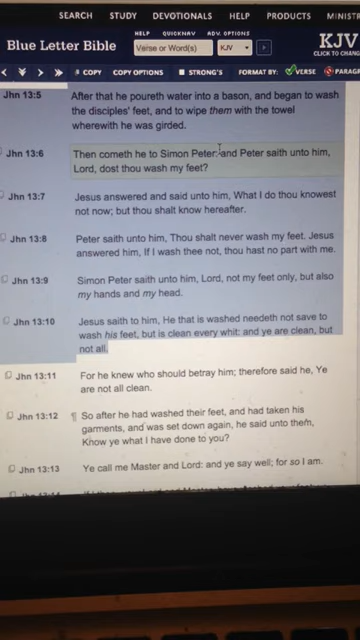 SEARCH STUDY DEVOTIONALS HELP PRODUCTS MINIST
HELP QUICKNAV ADV. OPTIONS
Blue Letter Bible Verse or Word(s) KJV KJV
CLICK TO CHANG
COPY COPY OPTIONS STRONG'S FORMAT BY: VERSE PARAG
Jhn 13:5 After that he poureth water into a bason, and began to wash
the disciples' feet, and to wipe them with the towel
wherewith he was girded.
Jhn 13:6 Then cometh he to Simon Peter: and Peter saith unto him,
Lord, dost thou wash my feet?
Jhn 13:7 Jesus answered and said unto him, What I do thou knowest
not now; but thou shalt know hereafter.
Jhn 13:8 Peter saith unto him, Thou shalt never wash my feet. Jesus
answered him, If I wash thee not, thou hast no part with me.
Jhn 13:9 Simon Peter saith unto him, Lord, not my feet only, but also
my hands and my head.
Jhn 13:10 Jesus saith to him, He that is washed needeth not save to
wash his feet, but is clean every whit: and ye are clean, but
not all.
Jhn 13:11 For he knew who should betray him; therefore said he, Ye
are not all clean.
Jhn 13:12 ¶ So after he had washed their feet, and had taken his
garments, and was set down again, he said unto them,
Know ye what I have done to you?
Jhn 13:13 Ye call me Master and Lord: and ye say well; for so I am.